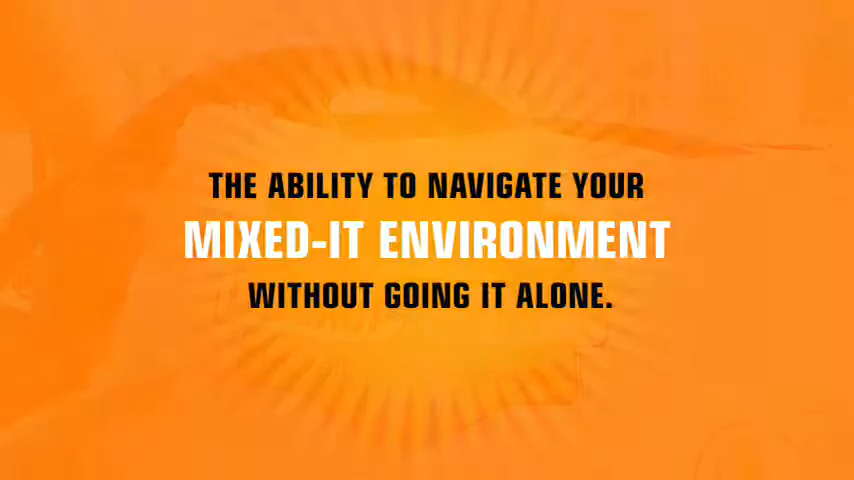 THE ABILITY TO NAVIGATE YOUR
MIXED-IT ENVIRONMENT
WITHOUT GOING IT ALONE.